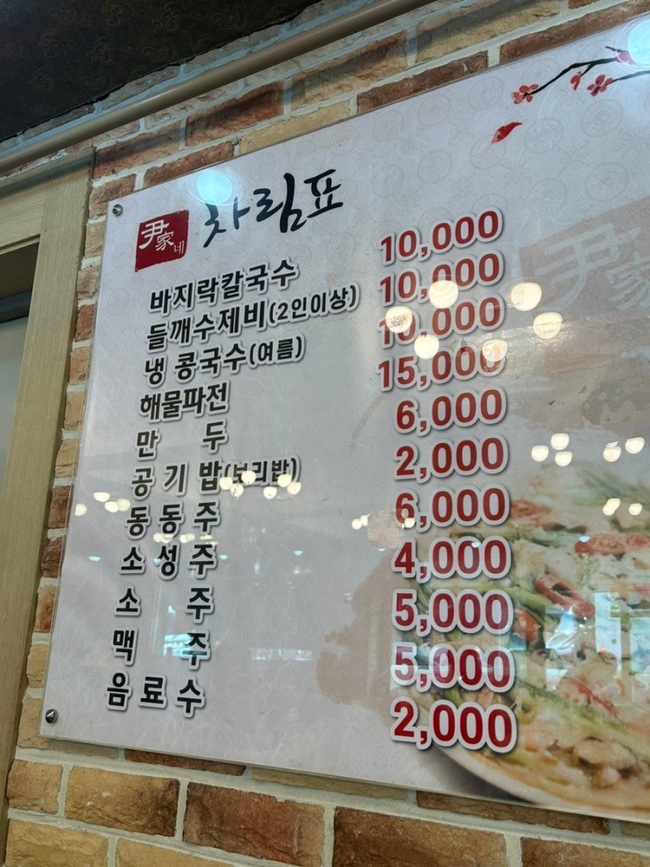 尹家네 차림표
바지락칼국수 10,000
들깨수제비(2인이상) 10,000
냉콩국수(여름) 10,000
해물파전 15,000
만두 6,000
공기밥(보리밥) 2,000
동동주 6,000
소성주 4,000
소주 5,000
맥주 5,000
음료수 2,000